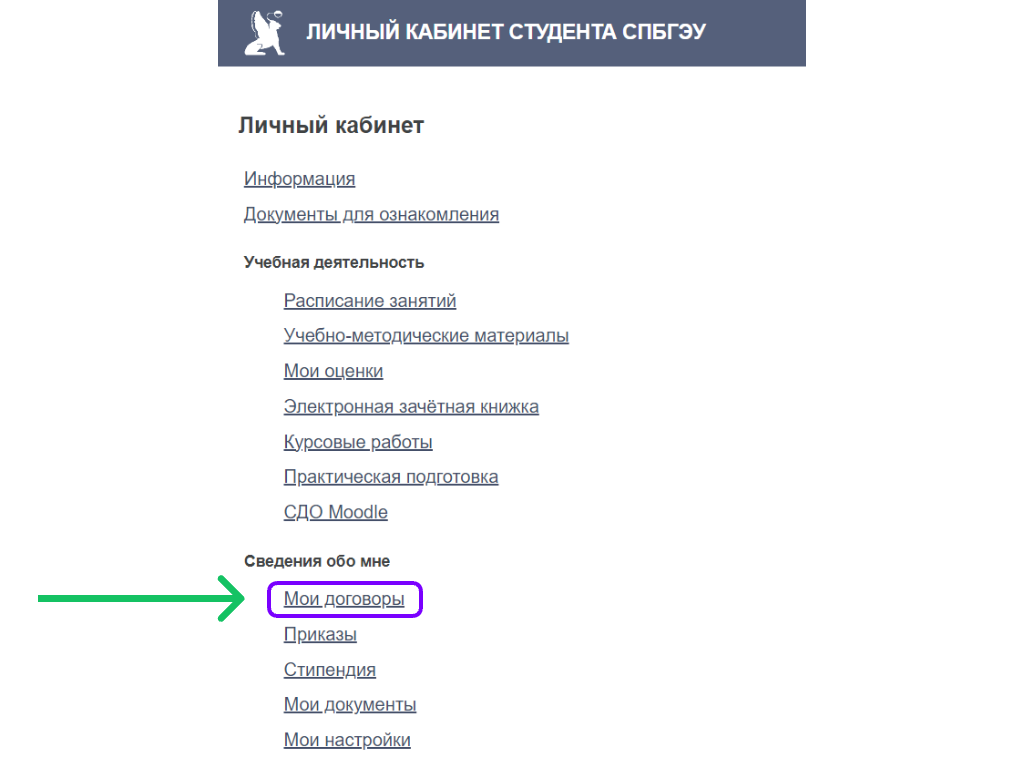 ЛИЧНЫЙ КАБИНЕТ СТУДЕНТА СПБГЭУ
Личный кабинет
Информация
Документы для ознакомления
Учебная деятельность
Расписание занятий
Учебно-методические материалы
Мои оценки
Электронная зачётная книжка
Курсовые работы
Практическая подготовка
СДО Moodle
Сведения обо мне
Мои договоры
Приказы
Стипендия
Мои документы
Мои настройки